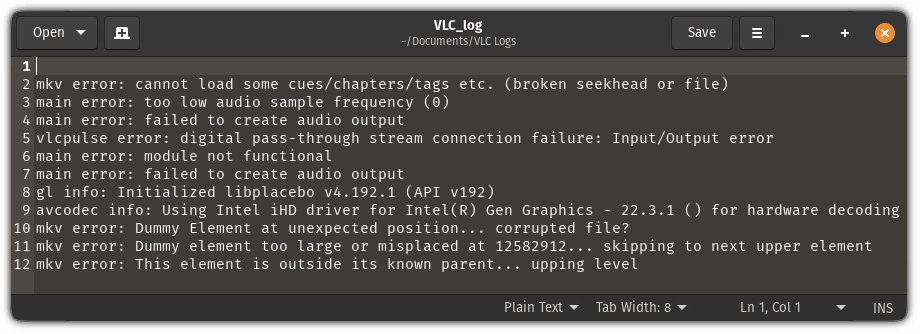 Open
VLC_log
~/Documents/VLC Logs
Save
1
2 mkv error: cannot load some cues/chapters/tags etc. (broken seekhead or file)
3 main error: too low audio sample frequency (0)
4 main error: failed to create audio output
5 vlcpulse error: digital pass-through stream connection failure: Input/Output error
6 main error: module not functional
7 main error: failed to create audio output
8 gl info: Initialized libplacebo v4.192.1 (API v192)
9 avcodec info: Using Intel iHD driver for Intel(R) Gen Graphics - 22.3.1 () for hardware decoding
10 mkv error: Dummy Element at unexpected position... corrupted file?
11 mkv error: Dummy element too large or misplaced at 12582912... skipping to next upper element
12 mkv error: This element is outside its known parent... upping level
Plain Text Tab Width: 8 Ln 1, Col 1 INS